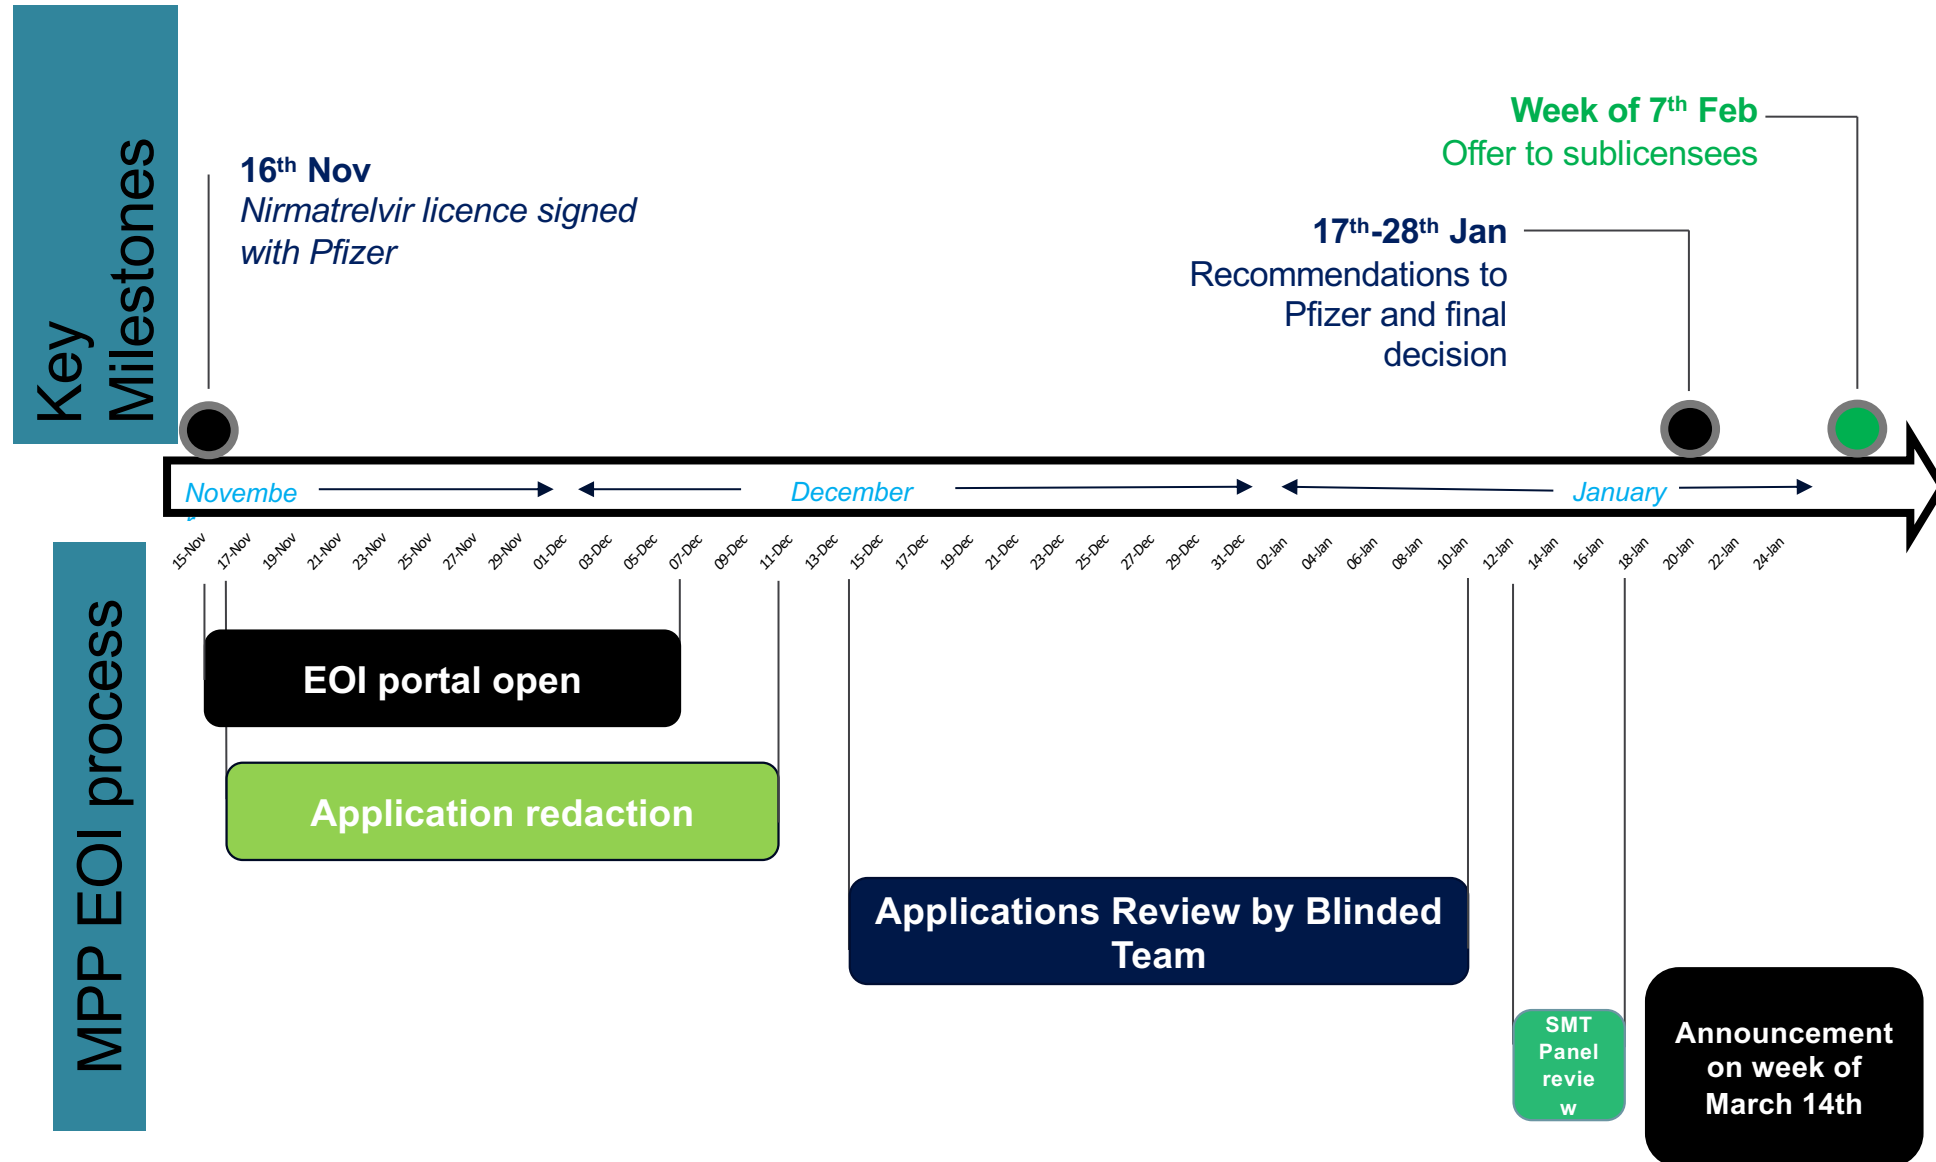 Key
Milestones
16th Nov
Nirmatrelvir licence signed
with Pfizer
Week of 7th Feb
Offer to sublicensees
17th-28th Jan
Recommendations to
Pfizer and final
decision
Novembe
December
January
15-Nov 17-Nov 19-Nov 21-Nov 23-Nov 25-Nov 27-Nov 29-Nov 01-Dec 03-Dec 05-Dec 07-Dec 09-Dec 11-Dec 13-Dec 15-Dec 17-Dec 19-Dec 21-Dec 23-Dec 25-Dec 27-Dec 29-Dec 31-Dec 02-Jan 04-Jan 06-Jan 08-Jan 10-Jan 12-Jan 14-Jan 16-Jan 18-Jan 20-Jan 22-Jan 24-Jan
MPP EOI process
EOI portal open
Application redaction
Applications Review by Blinded
Team
SMT
Panel
revie
w
Announcement
on week of
March 14th